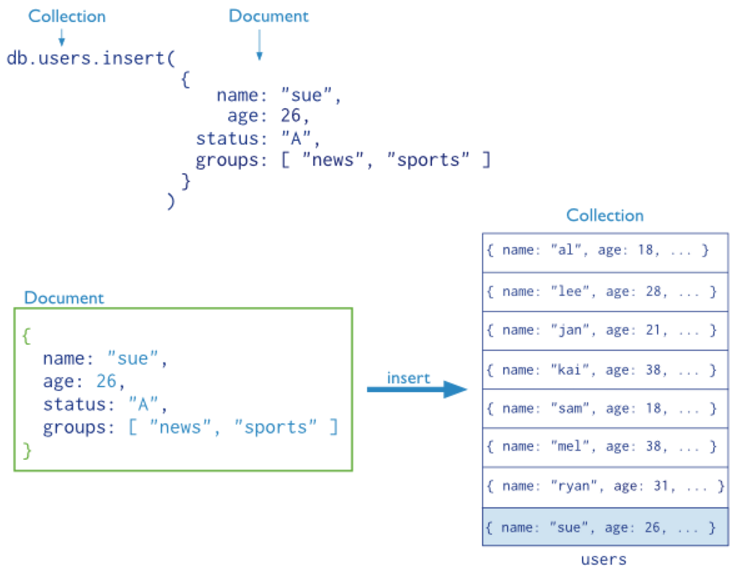 Collection
Document
db.users.insert(
{
name: "sue",
age: 26,
status: "A",
groups: [ "news", "sports" ]
}
)
Document
{
name: "sue",
age: 26,
status: "A",
groups: [ "news", "sports" ]
}
insert
Collection
{ name: "al", age: 18, ... }
{ name: "lee", age: 28, ... }
{ name: "jan", age: 21, ... }
{ name: "kai", age: 38, ... }
{ name: "sam", age: 18, ... }
{ name: "mel", age: 38, ... }
{ name: "ryan", age: 31, ... }
{ name: "sue", age: 26, ... }
users